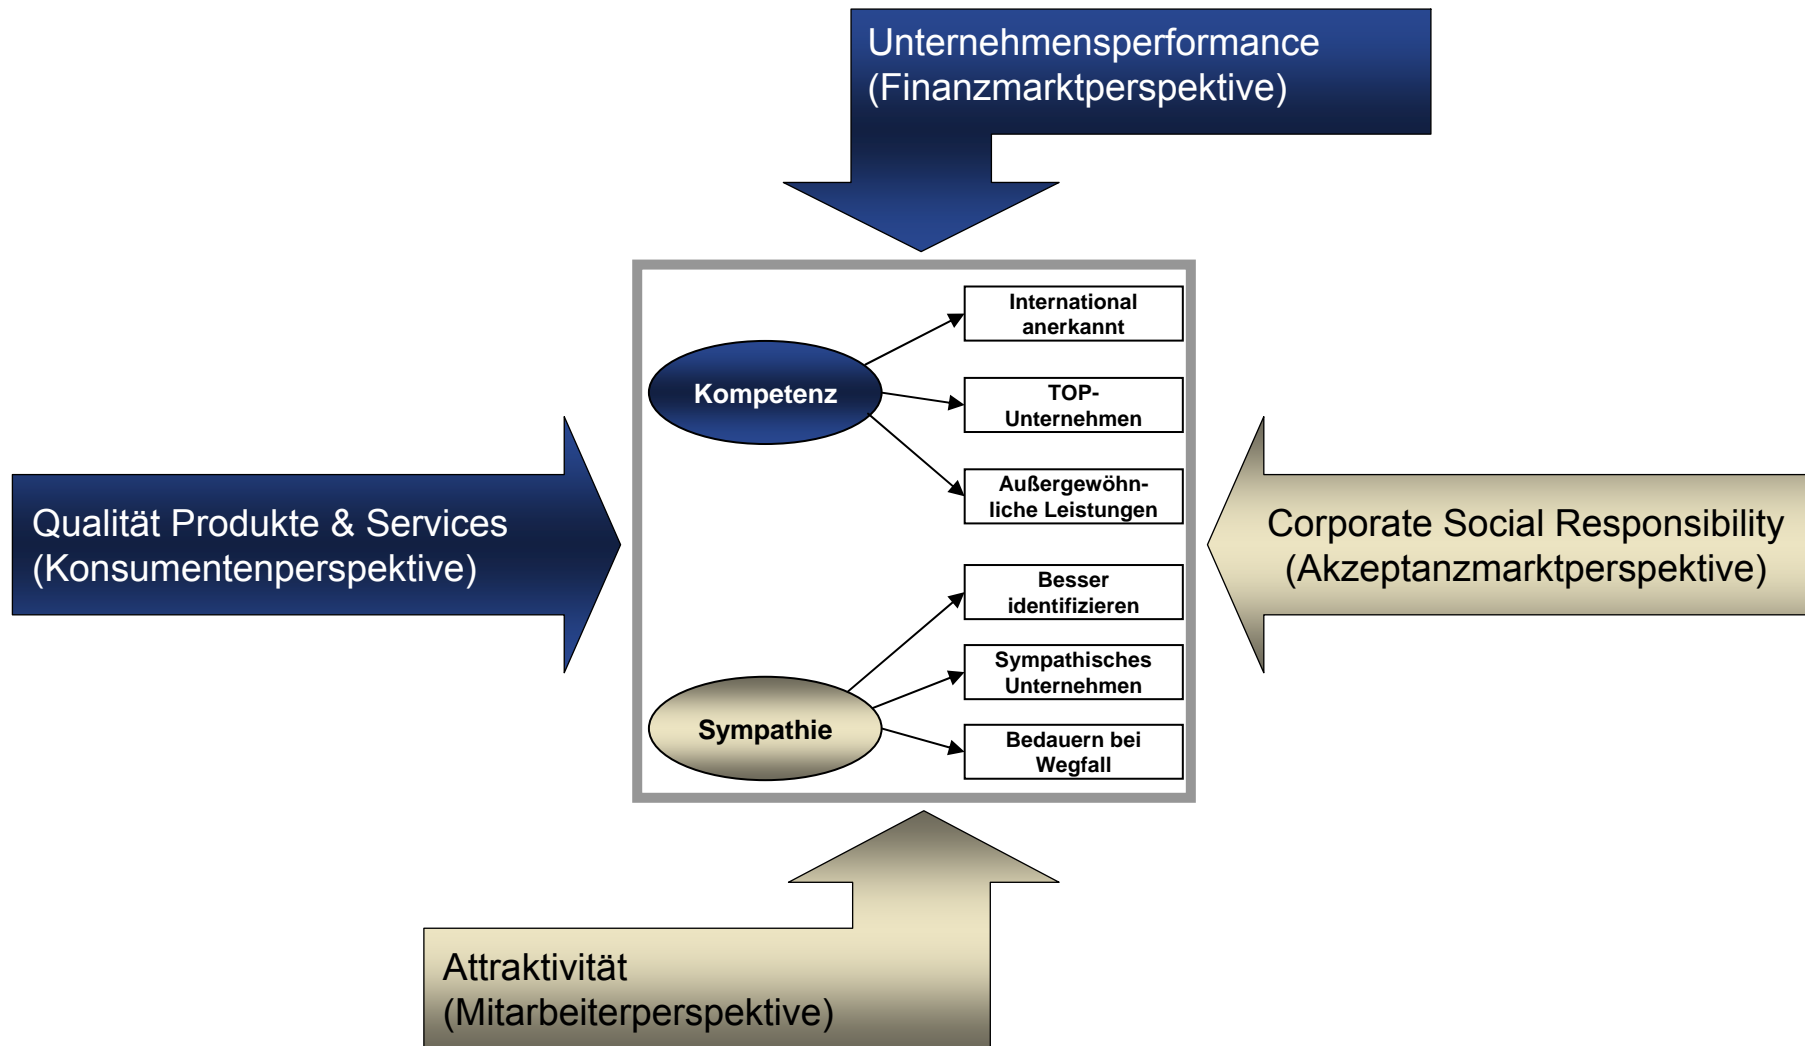 Unternehmensperformance
(Finanzmarktperspektive)
International
anerkannt
Kompetenz
TOP-
Unternehmen
Außergewöhn-
liche Leistungen
Qualität Produkte & Services
(Konsumentenperspektive)
Corporate Social Responsibility
(Akzeptanzmarktperspektive)
Besser
identifizieren
Sympathisches
Unternehmen
Sympathie
Bedauern bei
Wegfall
Attraktivität
(Mitarbeiterperspektive)